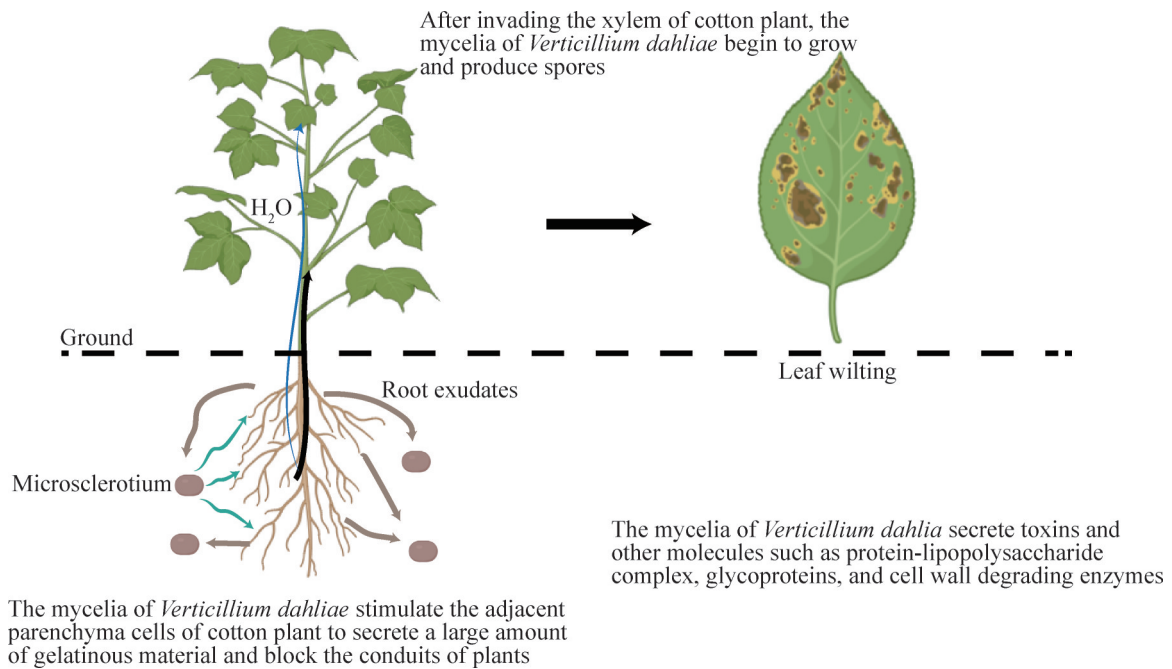 After invading the xylem of cotton plant, the
mycelia of Verticillium dahliae begin to grow
and produce spores
H₂O
Ground
Root exudates
Leaf wilting
Microsclerotium
The mycelia of Verticillium dahlia secrete toxins and
other molecules such as protein-lipopolysaccharide
complex, glycoproteins, and cell wall degrading enzymes
The mycelia of Verticillium dahliae stimulate the adjacent
parenchyma cells of cotton plant to secrete a large amount
of gelatinous material and block the conduits of plants